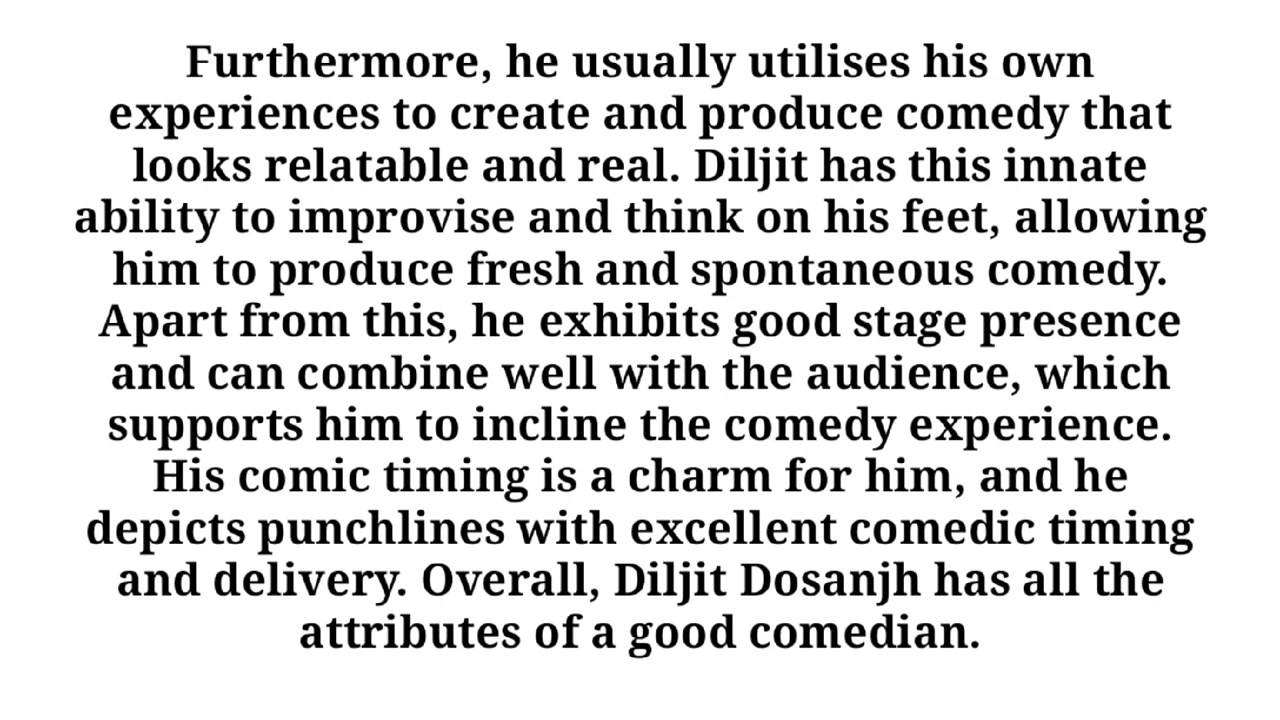 Furthermore, he usually utilises his own
experiences to create and produce comedy that
looks relatable and real. Diljit has this innate
ability to improvise and think on his feet, allowing
him to produce fresh and spontaneous comedy.
Apart from this, he exhibits good stage presence
and can combine well with the audience, which
supports him to incline the comedy experience.
His comic timing is a charm for him, and he
depicts punchlines with excellent comedic timing
and delivery. Overall, Diljit Dosanjh has all the
attributes of a good comedian.